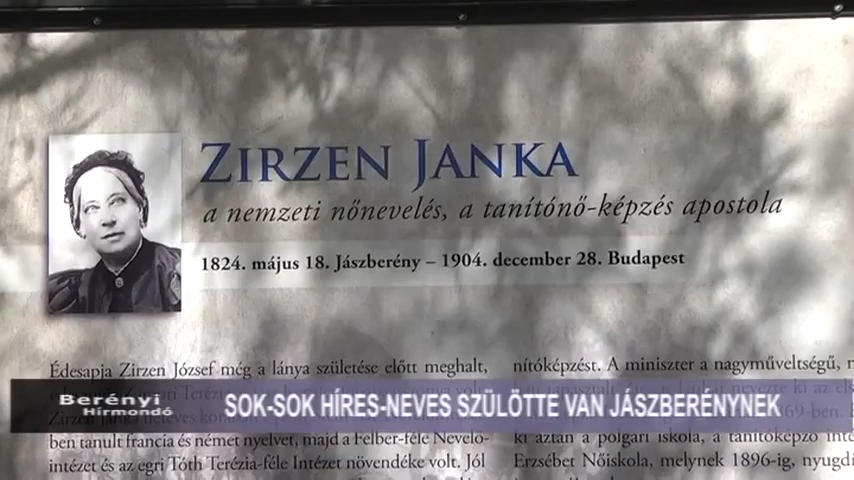 ZIRZEN JANKA
a nemzeti nőnevelés, a tanítónő-képzés apostola
1824. május 18. Jászberény – 1904. december 28. Budapest
Édesapja Zirzen József még a lánya születése előtt meghalt,
ben tanult francia és német nyelvet, majd a Felber-féle Nevelő-
intézet és az egri Tóth Terézia-féle Intézet növendéke volt. Jól
nítóképzést. A miniszter a nagyműveltségű,
ki aztán a polgári iskola, a tanítóképző
Erzsébet Nőiskola, melynek 1896-ig,
Berényi
Hírmondó
SOK-SOK HÍRES-NEVES SZÜLÖTTE VAN JÁSZBERÉNYNEK